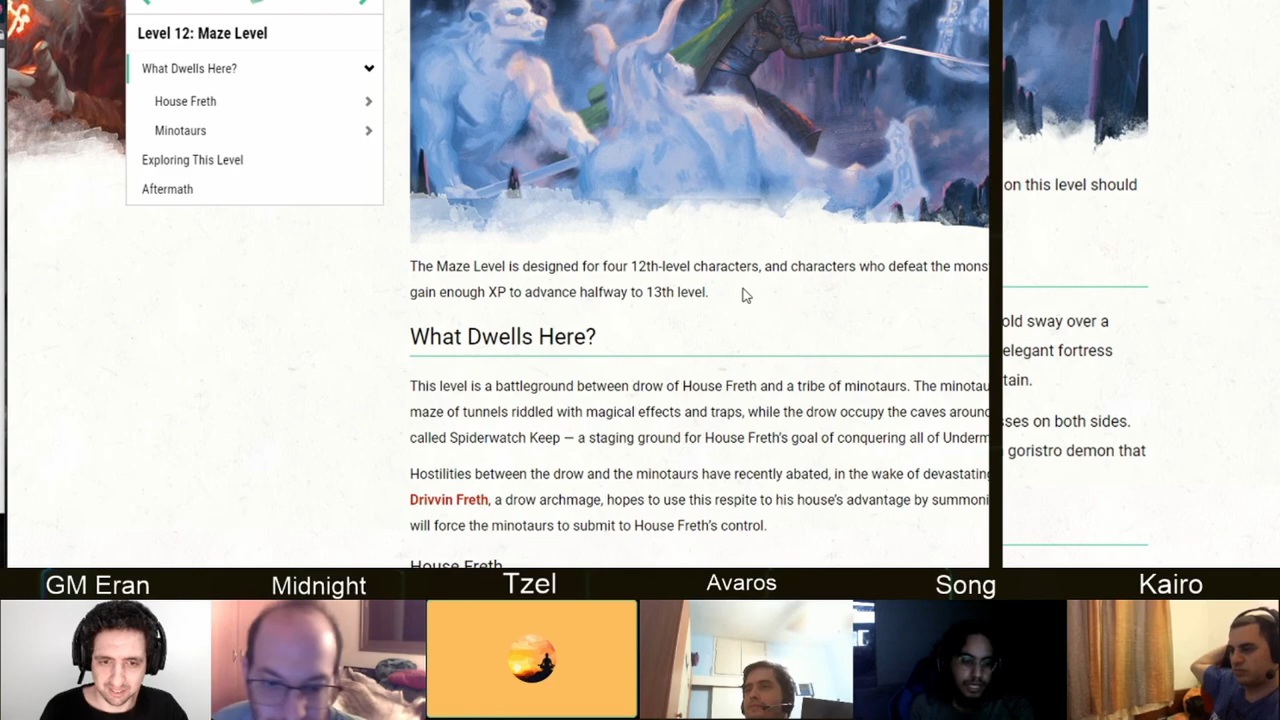 Level 12: Maze Level
What Dwells Here?
House Freth
Minotaurs
Exploring This Level
Aftermath
The Maze Level is designed for four 12th-level characters, and characters who defeat the mons
gain enough XP to advance halfway to 13th level.
What Dwells Here?
This level is a battleground between drow of House Freth and a tribe of minotaurs. The minotau
maze of tunnels riddled with magical effects and traps, while the drow occupy the caves around
called Spiderwatch Keep — a staging ground for House Freth's goal of conquering all of Underm
Hostilities between the drow and the minotaurs have recently abated, in the wake of devastating
Drivvin Freth, a drow archmage, hopes to use this respite to his house's advantage by summoni
will force the minotaurs to submit to House Freth's control.
House Freth
on this level should
old sway over a
elegant fortress
tain.
sses on both sides.
goristro demon that
GM Eran
Midnight
Tzel
Avaros
Song
Kairo